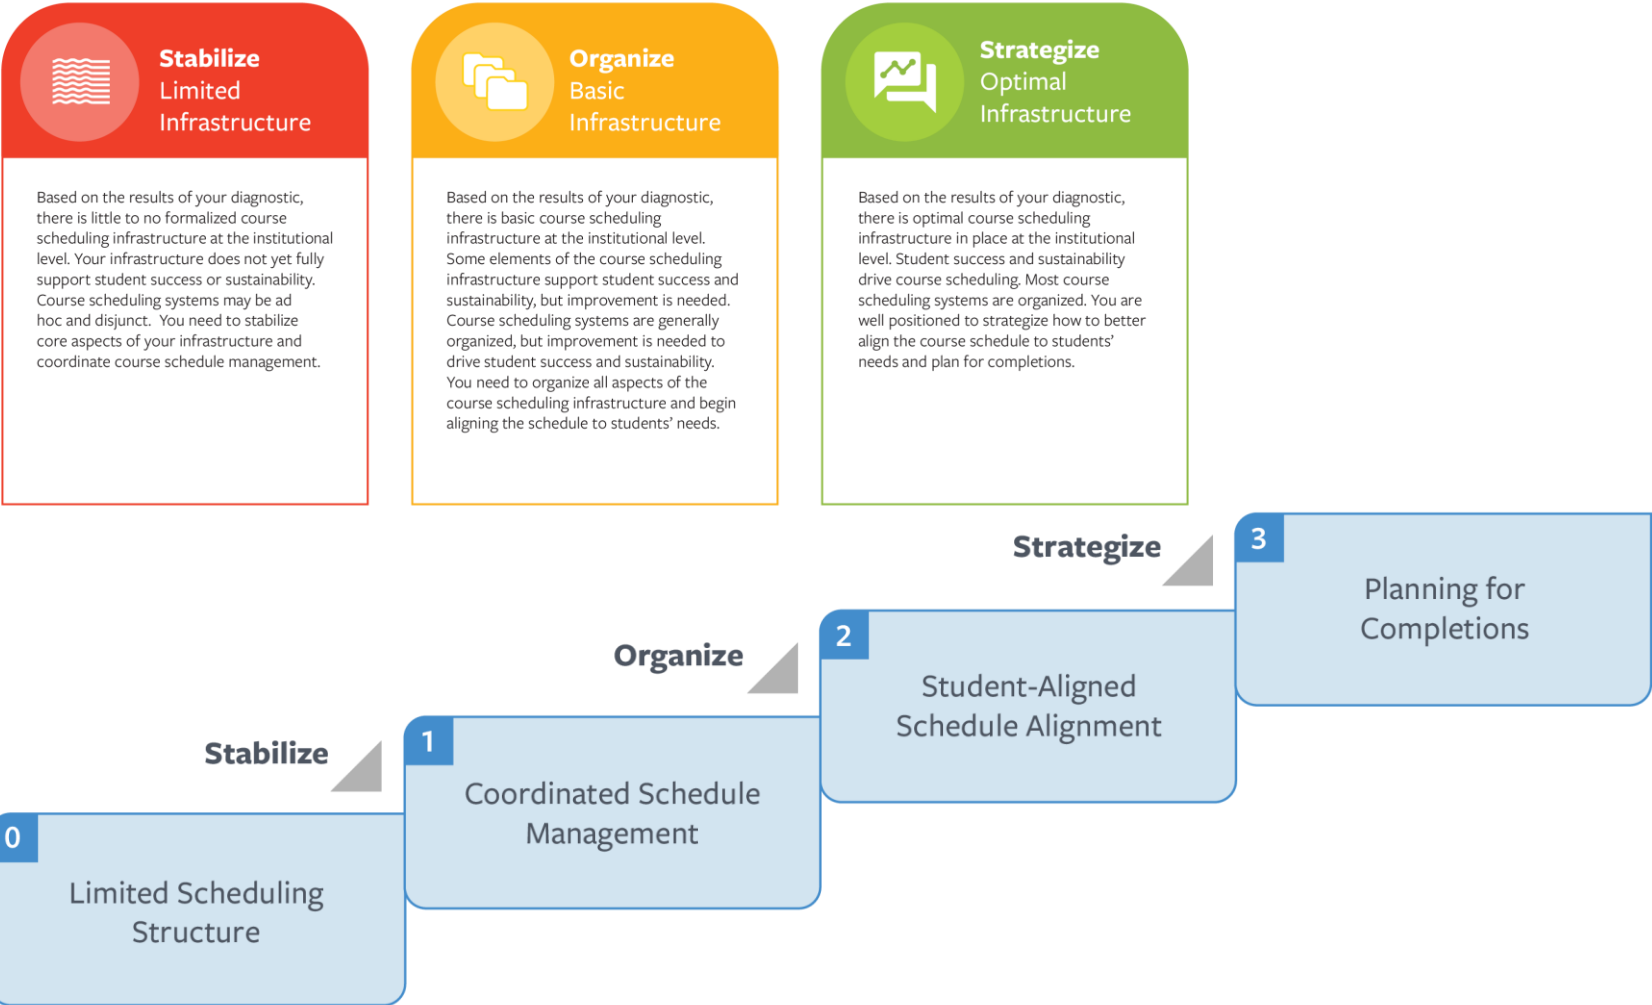 Stabilize
Limited
Infrastructure
Based on the results of your diagnostic,
there is little to no formalized course
scheduling infrastructure at the institutional
level. Your infrastructure does not yet fully
support student success or sustainability.
Course scheduling systems may be ad
hoc and disjunct.  You need to stabilize
core aspects of your infrastructure and
coordinate course schedule management.
Organize
Basic
Infrastructure
Based on the results of your diagnostic,
there is basic course scheduling
infrastructure at the institutional level.
Some elements of the course scheduling
infrastructure support student success and
sustainability, but improvement is needed.
Course scheduling systems are generally
organized, but improvement is needed to
drive student success and sustainability.
You need to organize all aspects of the
course scheduling infrastructure and begin
aligning the schedule to students’ needs.
Strategize
Optimal
Infrastructure
Based on the results of your diagnostic,
there is optimal course scheduling
infrastructure in place at the institutional
level. Student success and sustainability
drive course scheduling. Most course
scheduling systems are organized. You are
well positioned to strategize how to better
align the course schedule to students’
needs and plan for completions.
0
Limited Scheduling
Structure
Stabilize
1
Coordinated Schedule
Management
Organize
2
Student-Aligned
Schedule Alignment
Strategize
3
Planning for
Completions